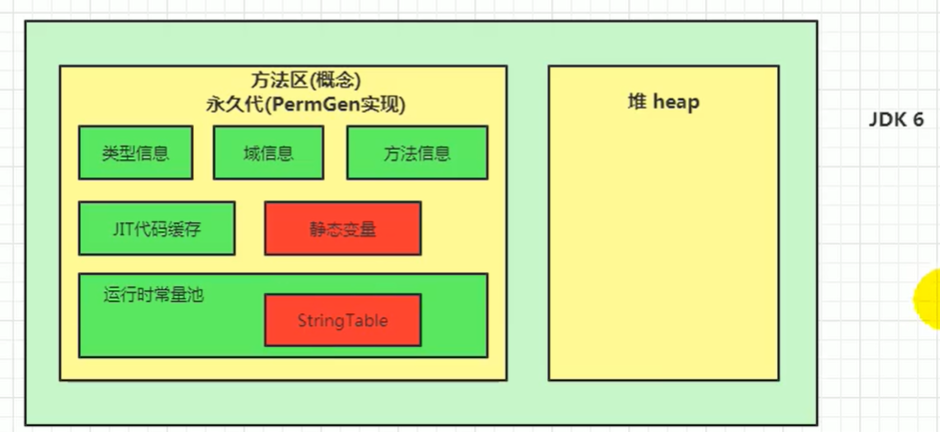 方法区(概念)
永久代(PermGen实现)
类型信息
域信息
方法信息
JIT代码缓存
静态变量
运行时常量池
StringTable
堆 heap
JDK 6